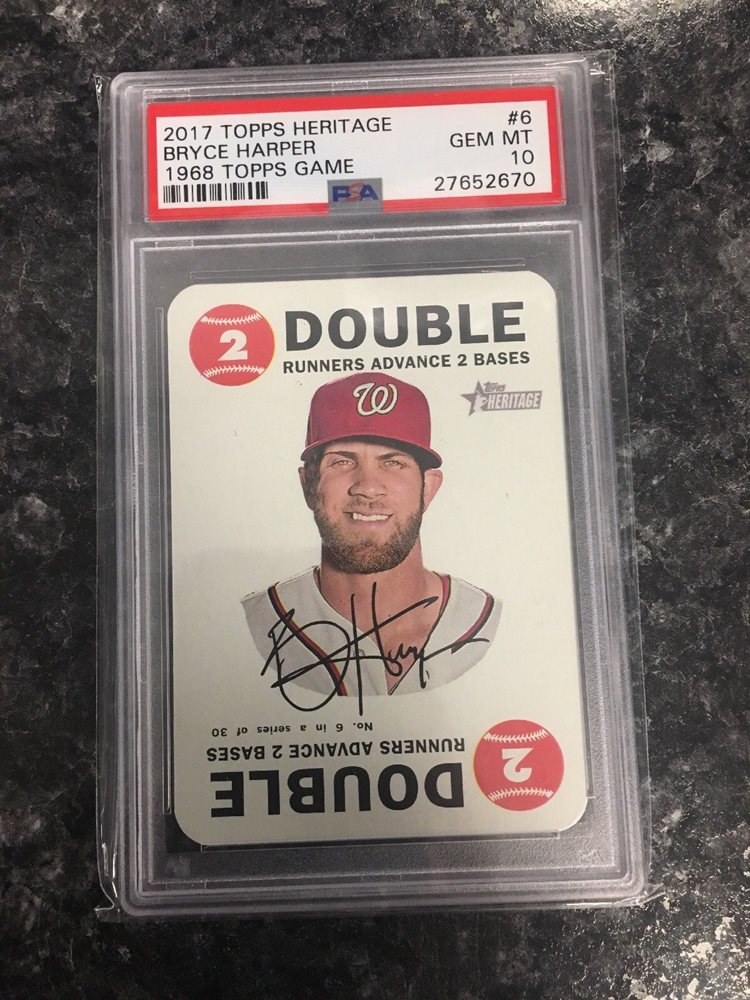 2017 TOPPS HERITAGE #6
BRYCE HARPER GEM MT
1968 TOPPS GAME 10
PSA 27652670
2 DOUBLE
RUNNERS ADVANCE 2 BASES
W
TOPPS
HERITAGE
B Harper
No. 6 in a series of 30
RUNNERS ADVANCE 2 BASES
DOUBLE 2